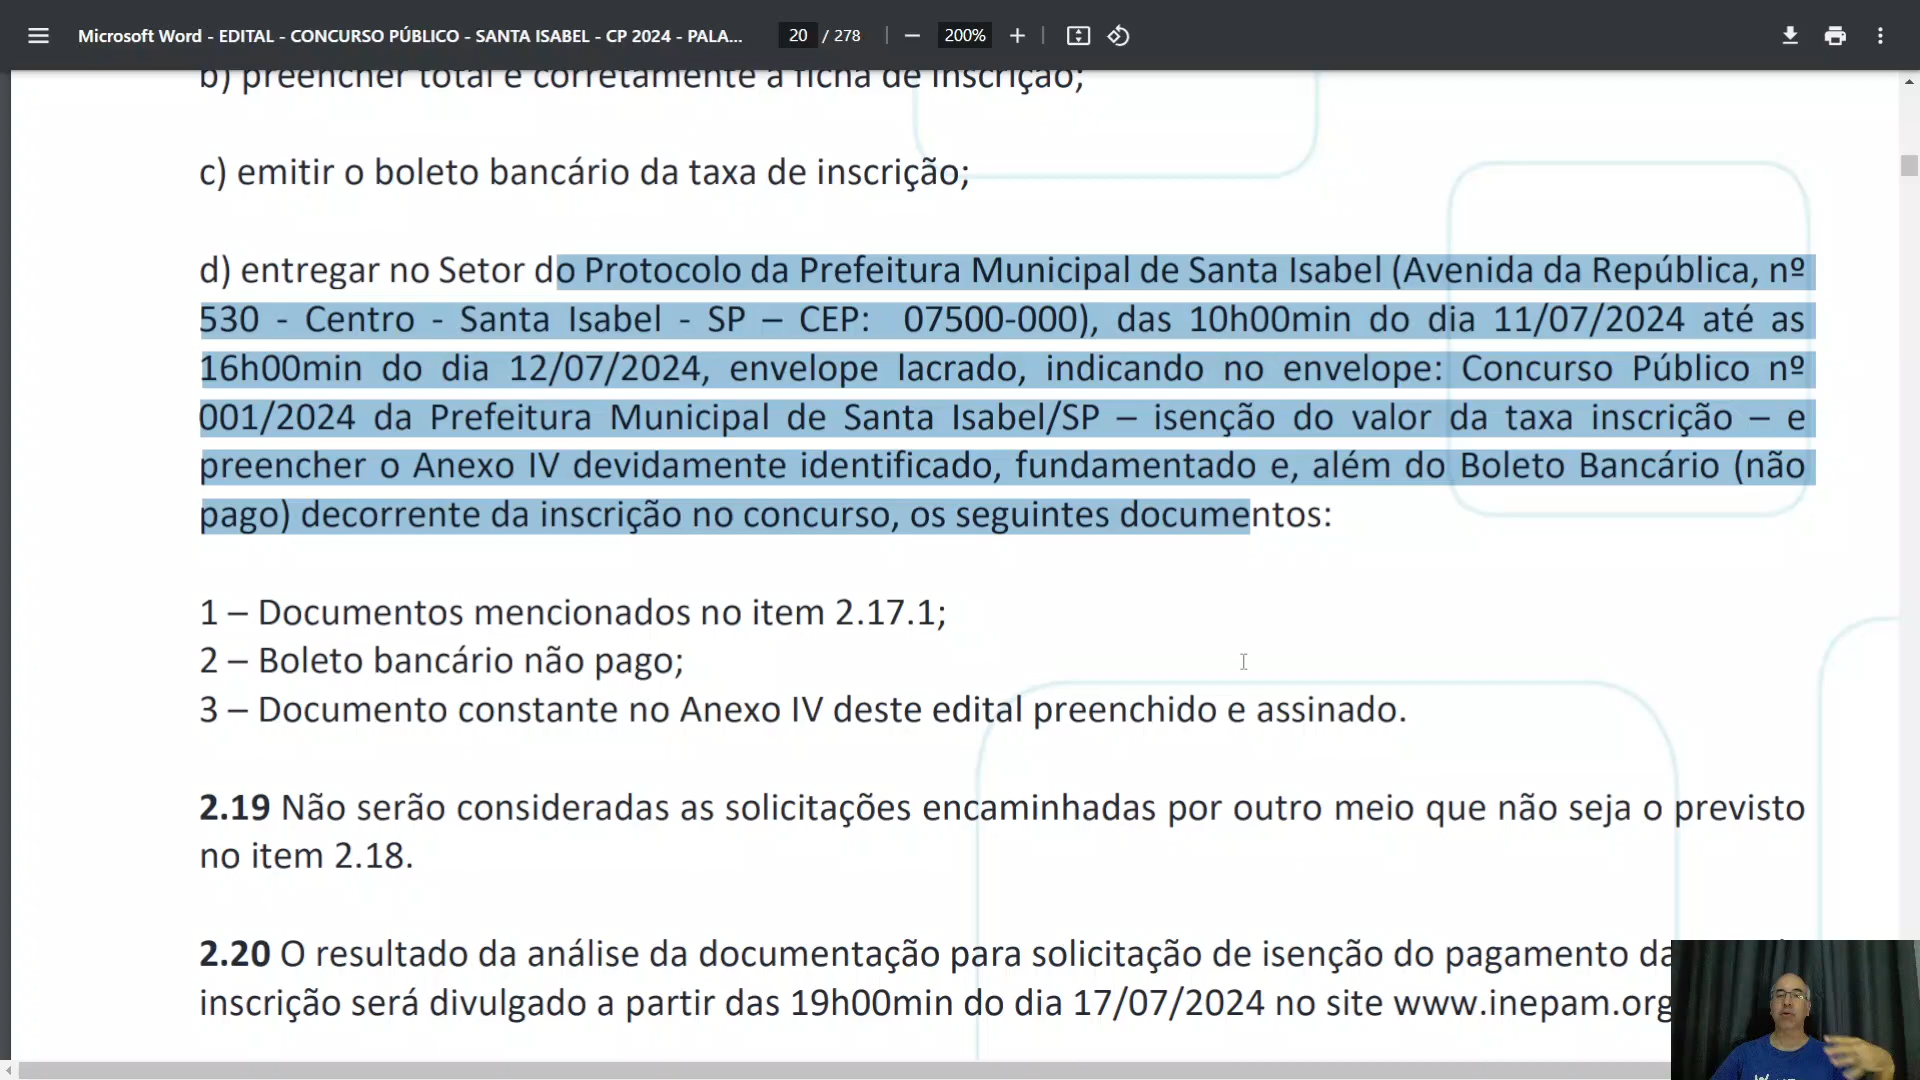 Microsoft Word - EDITAL - CONCURSO PÚBLICO - SANTA ISABEL - CP 2024 - PALA...
20 / 278
200%
b) preencher total e corretamente a ficha de inscrição;
c) emitir o boleto bancário da taxa de inscrição;
d) entregar no Setor do Protocolo da Prefeitura Municipal de Santa Isabel (Avenida da República, nº
530 - Centro - Santa Isabel - SP – CEP: 07500-000), das 10h00min do dia 11/07/2024 até as
16h00min do dia 12/07/2024, envelope lacrado, indicando no envelope: Concurso Público nº
001/2024 da Prefeitura Municipal de Santa Isabel/SP – isenção do valor da taxa inscrição – e
preencher o Anexo IV devidamente identificado, fundamentado e, além do Boleto Bancário (não
pago) decorrente da inscrição no concurso, os seguintes documentos:
1 – Documentos mencionados no item 2.17.1;
2 – Boleto bancário não pago;
3 – Documento constante no Anexo IV deste edital preenchido e assinado.
2.19 Não serão consideradas as solicitações encaminhadas por outro meio que não seja o previsto
no item 2.18.
2.20 O resultado da análise da documentação para solicitação de isenção do pagamento da
inscrição será divulgado a partir das 19h00min do dia 17/07/2024 no site www.inepam.org